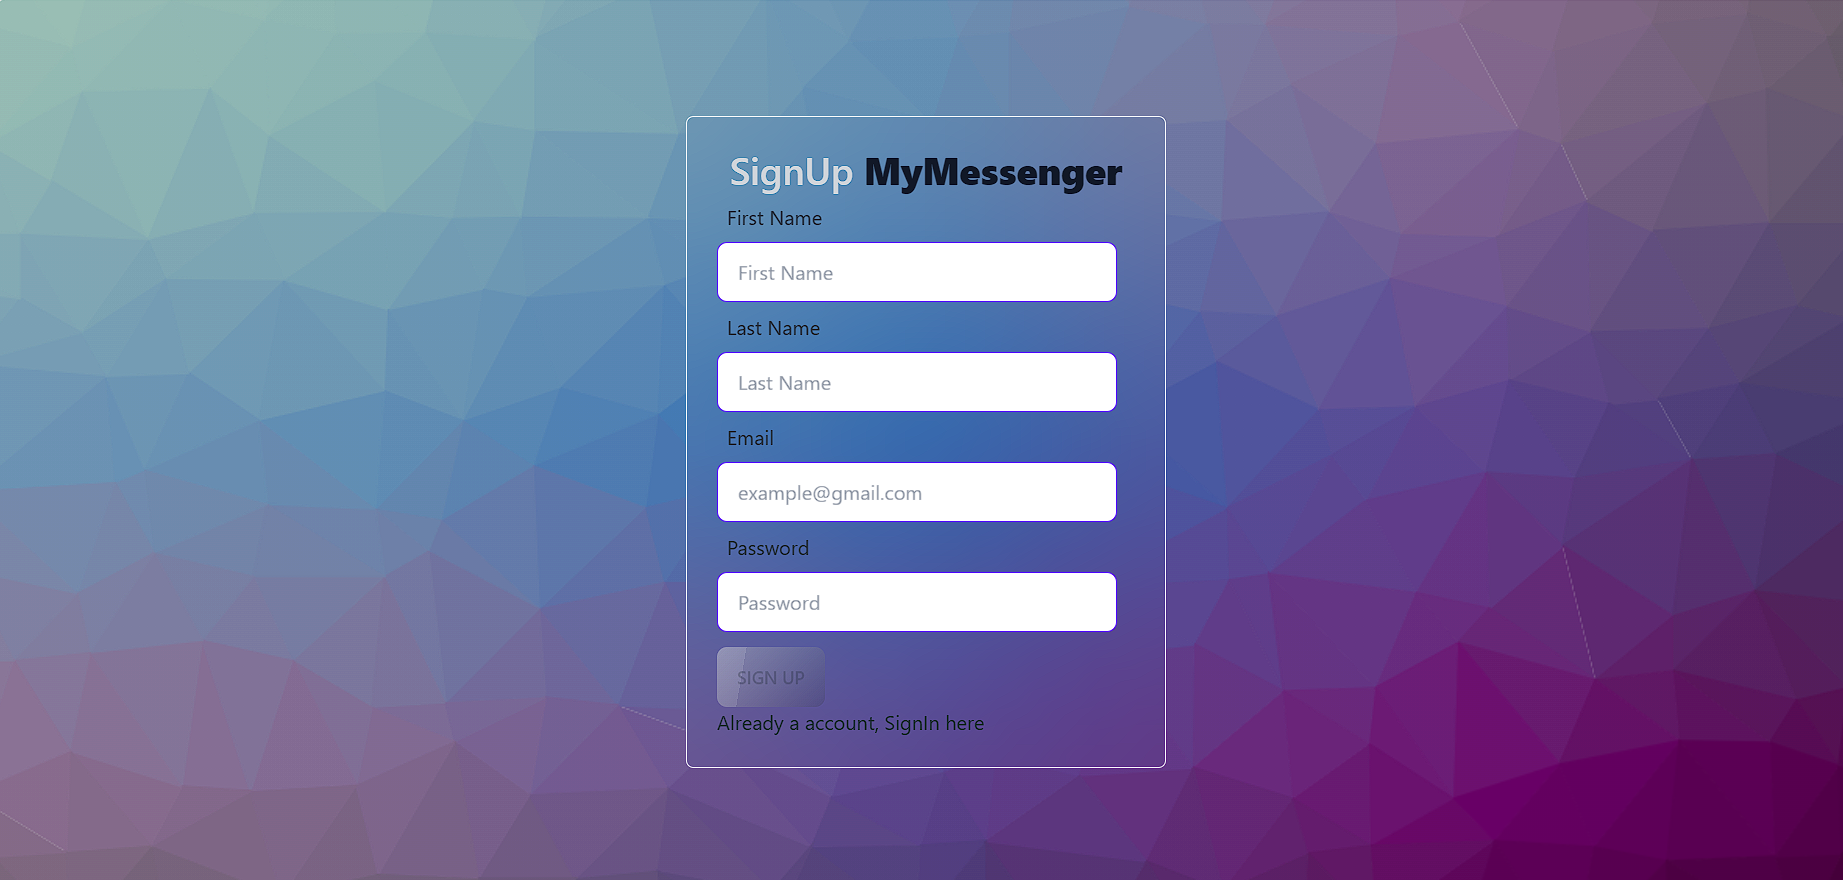 SignUp MyMessenger
First Name
First Name
Last Name
Last Name
Email
example@gmail.com
Password
Password
SIGN UP
Already a account, SignIn here